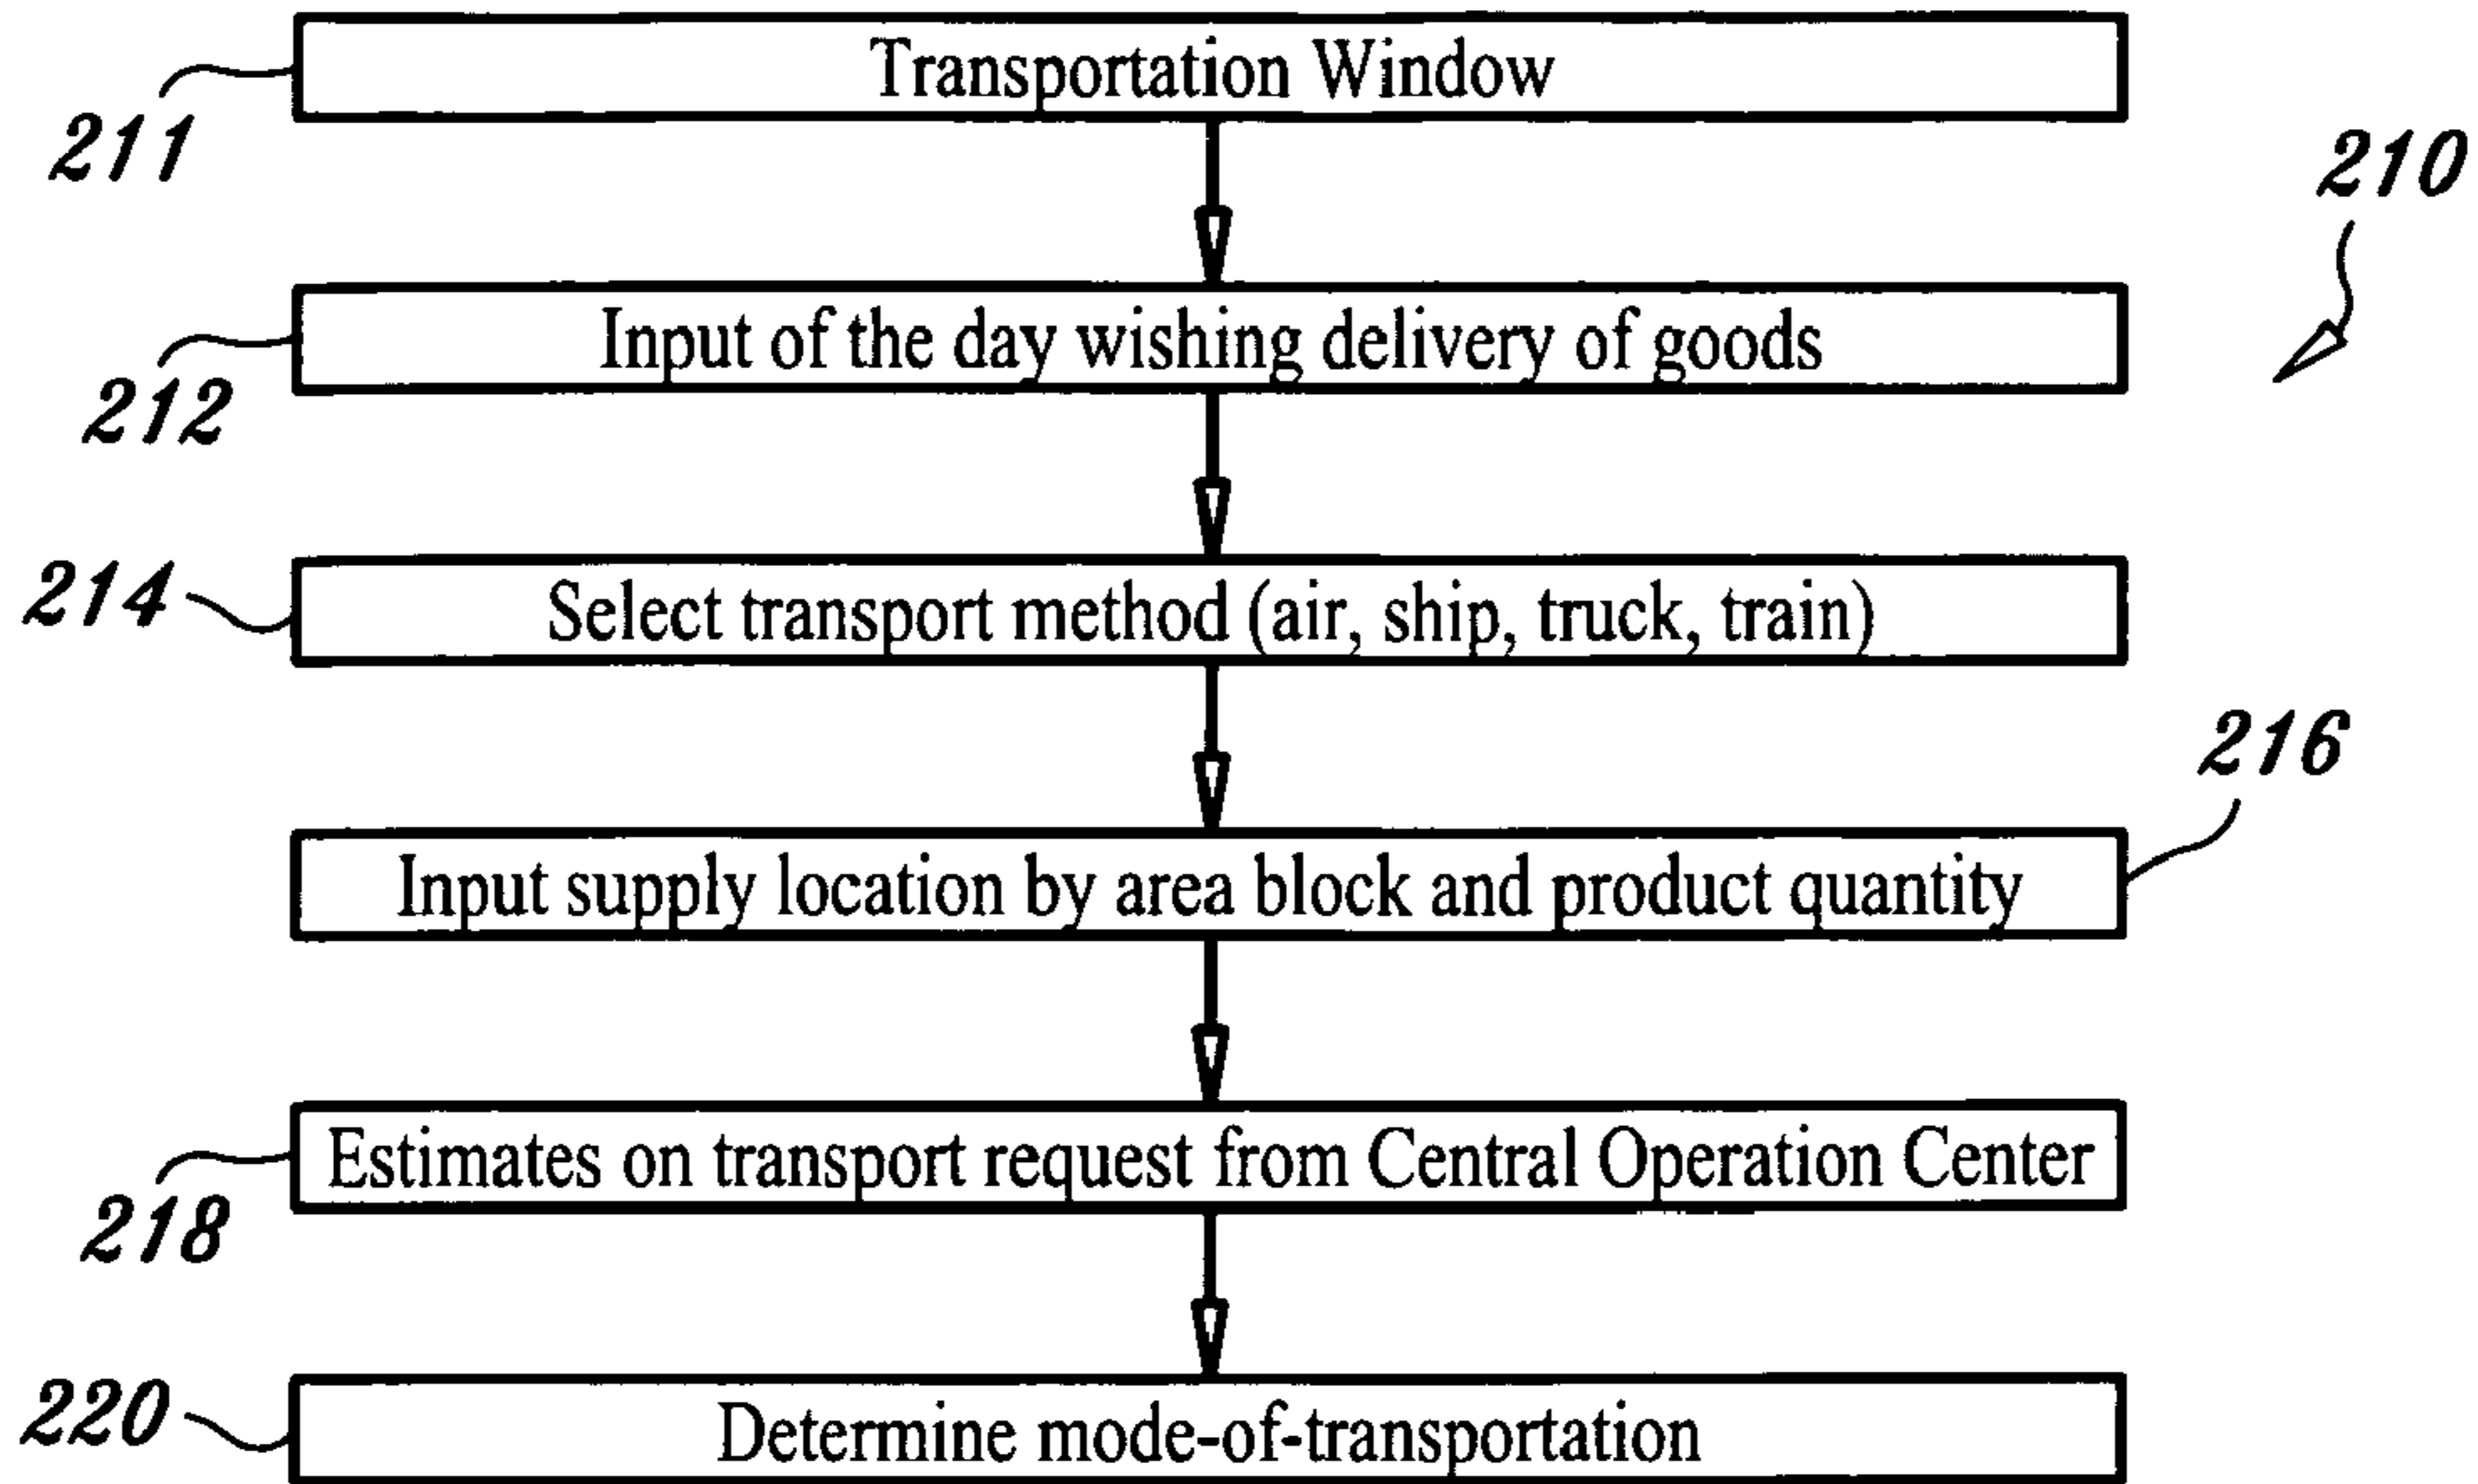 Transportation Window
211
210
Input of the day wishing delivery of goods
212
Select transport method (air, ship, truck, train)
214
216
Input supply location by area block and product quantity
Estimates on transport request from Central Operation Center
218
220
Determine mode-of-transportation